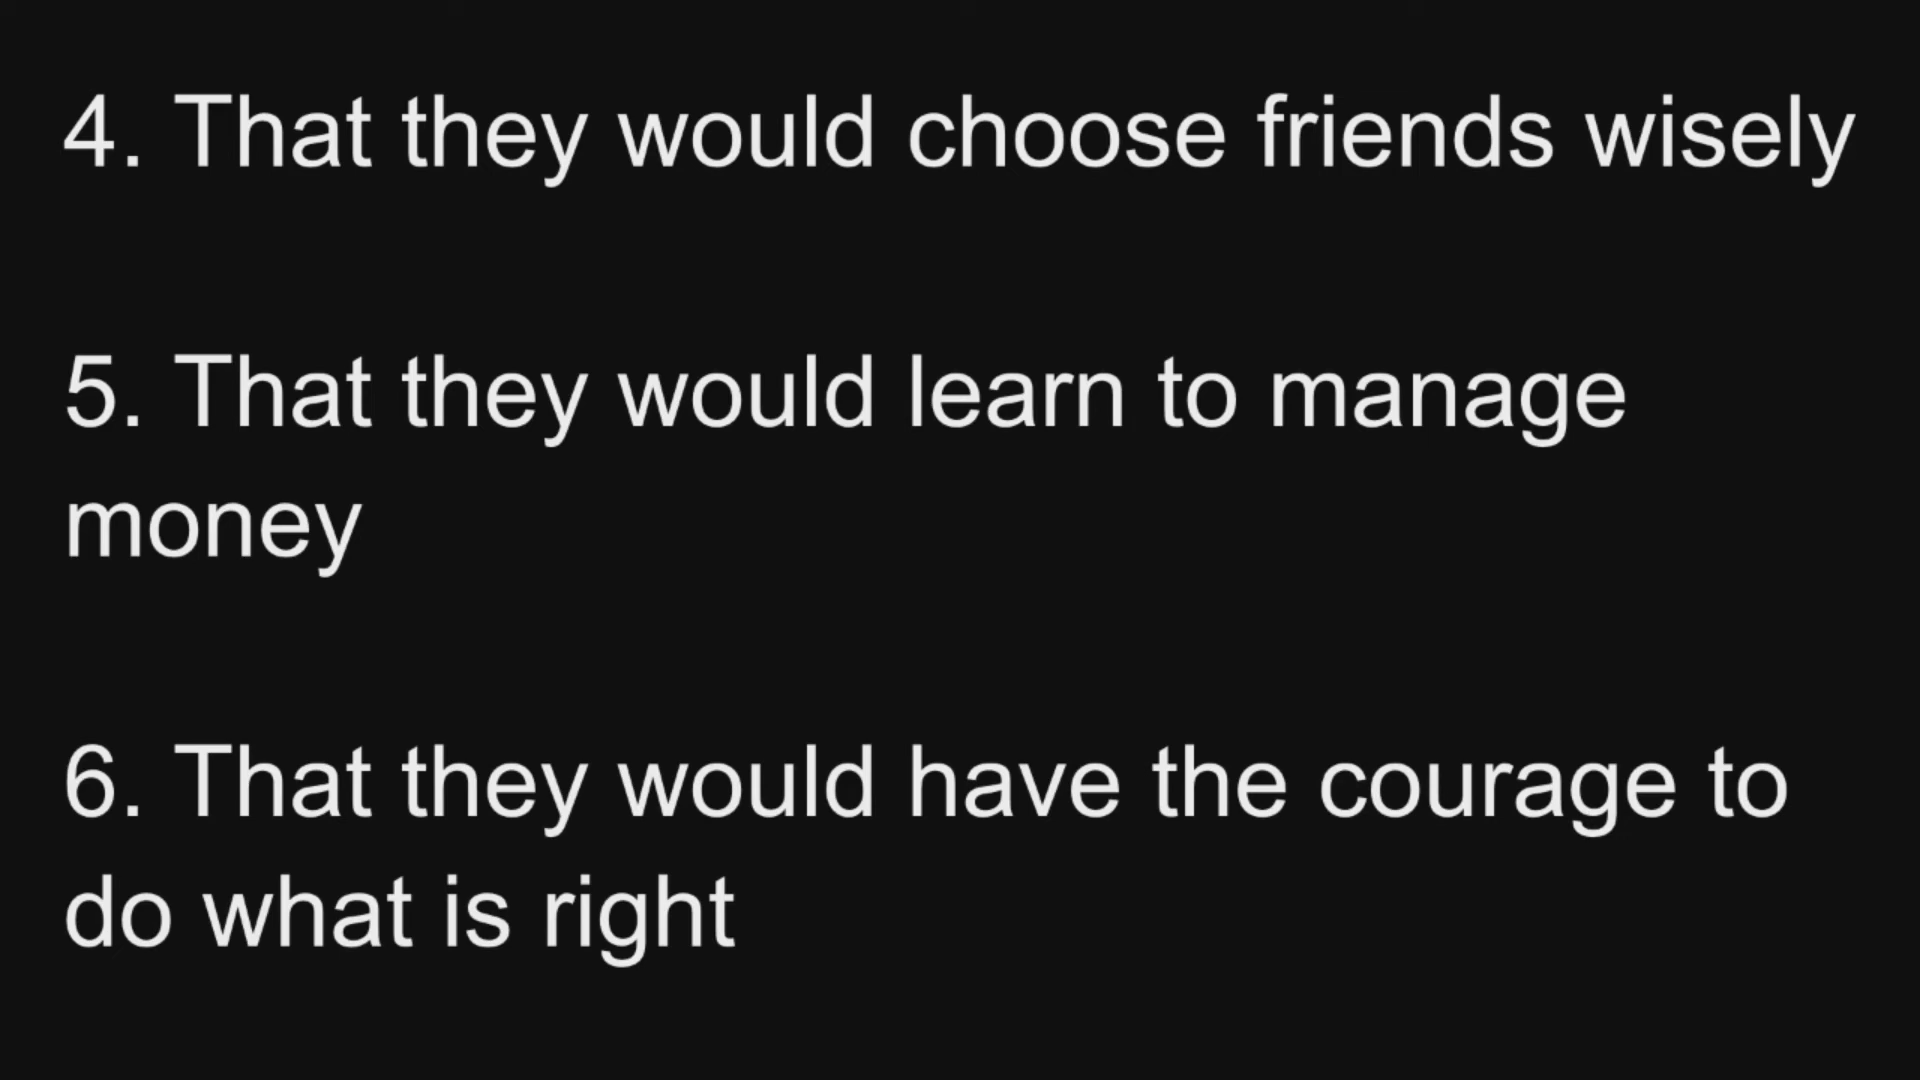 4. That they would choose friends wisely
5. That they would learn to manage
money
6. That they would have the courage to
do what is right